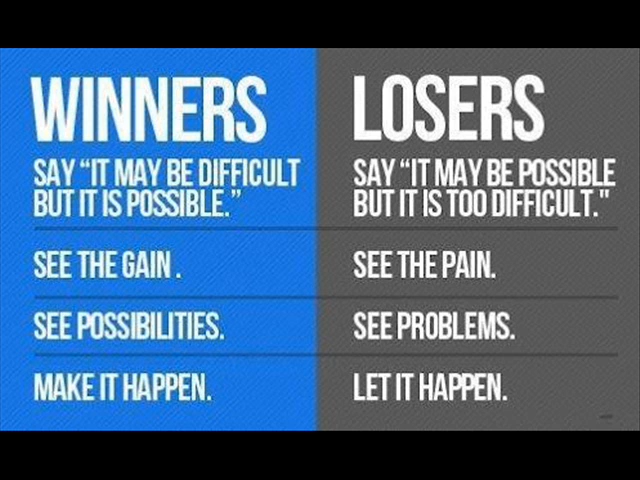 WINNERS
SAY “IT MAY BE DIFFICULT
BUT IT IS POSSIBLE.”
SEE THE GAIN .
SEE POSSIBILITIES.
MAKE IT HAPPEN.
LOSERS
SAY “IT MAY BE POSSIBLE
BUT IT IS TOO DIFFICULT."
SEE THE PAIN.
SEE PROBLEMS.
LET IT HAPPEN.